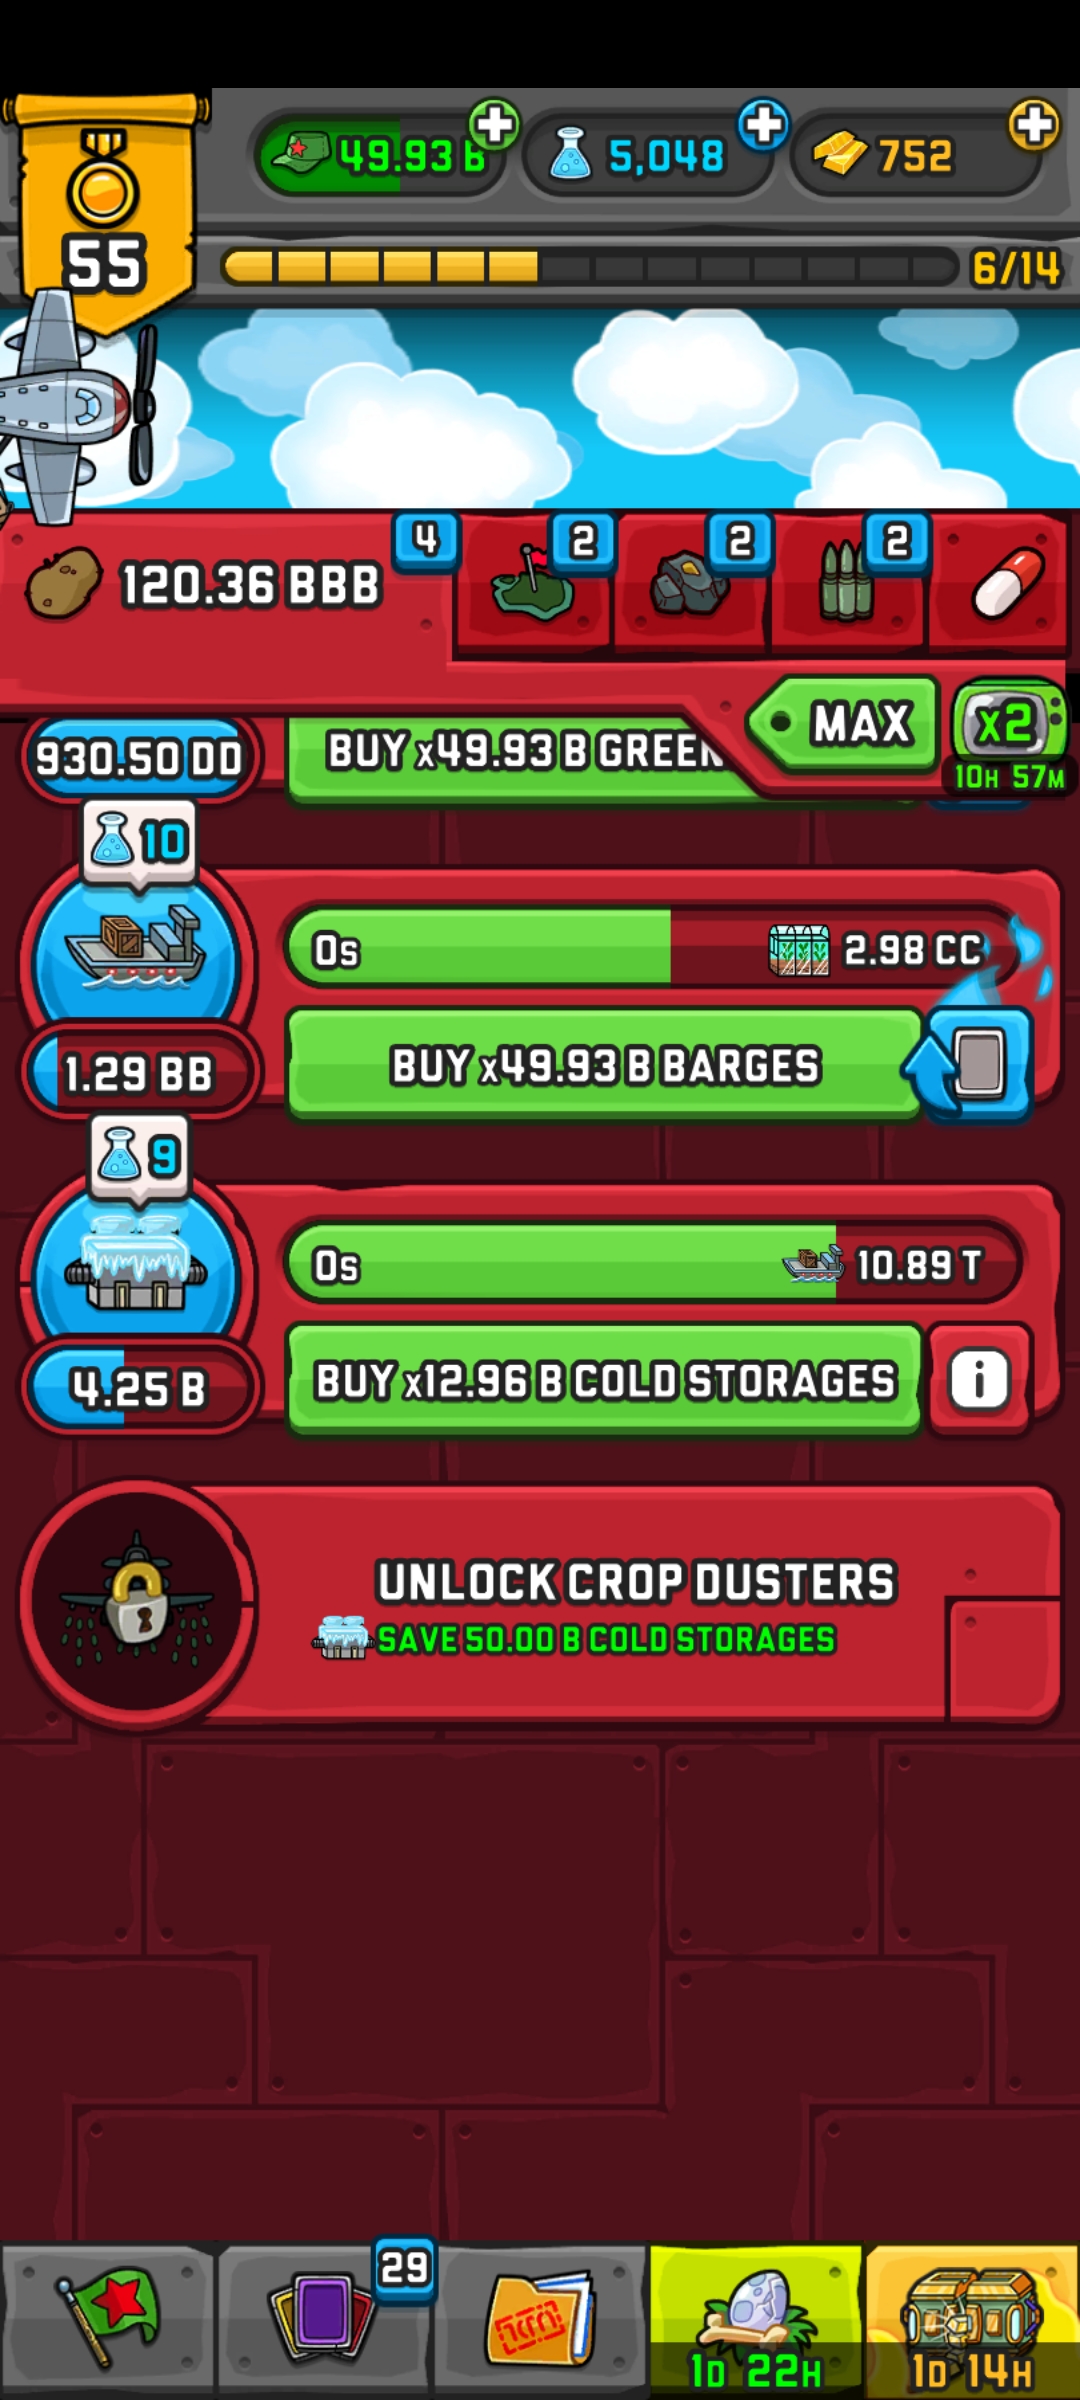 49.93 B
5,048
752
55
6/14
120.36 BBB
4
2
2
2
MAX
X2
10H 57M
930.50 DD
BUY x49.93 B GREEN
10
0s
2.98 CC
1.29 BB
BUY x49.93 B BARGES
9
0s
10.89 T
4.25 B
BUY x12.96 B COLD STORAGES
i
UNLOCK CROP DUSTERS
SAVE 50.00 B COLD STORAGES
29
1D 22H
1D 14H